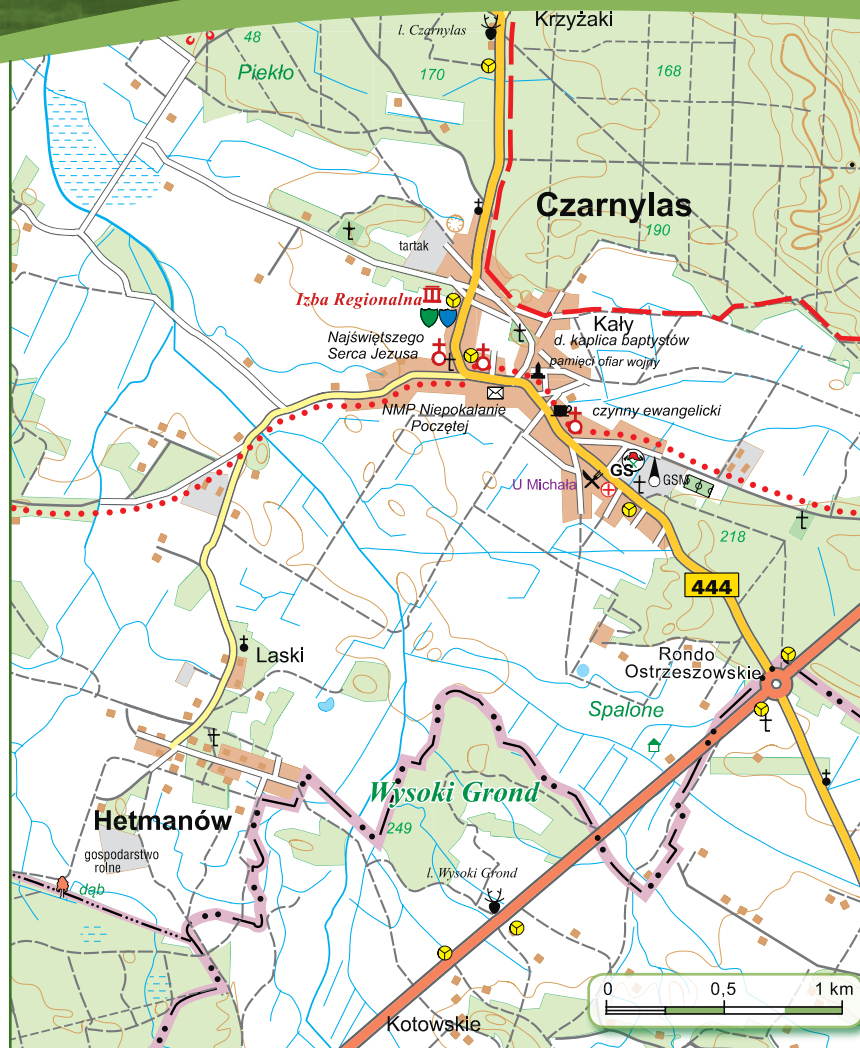 Krzyżaki
l. Czarnylas
48
Piekło
170
168
Czarnylas
190
tartak
Izba Regionalna
Kały
Najświętszego
Serca Jezusa
d. kaplica baptystów
pamięci ofiar wojny
NMP Niepokalanie
Poczętej
czynny ewangelicki
GS
GSM
U Michała
218
444
Laski
Rondo
Ostrzeszowskie
Spalone
Wysoki Grond
249
Hetmanów
gospodarstwo
rolne
dąb
l. Wysoki Grond
Kotowskie
0 0,5 1 km